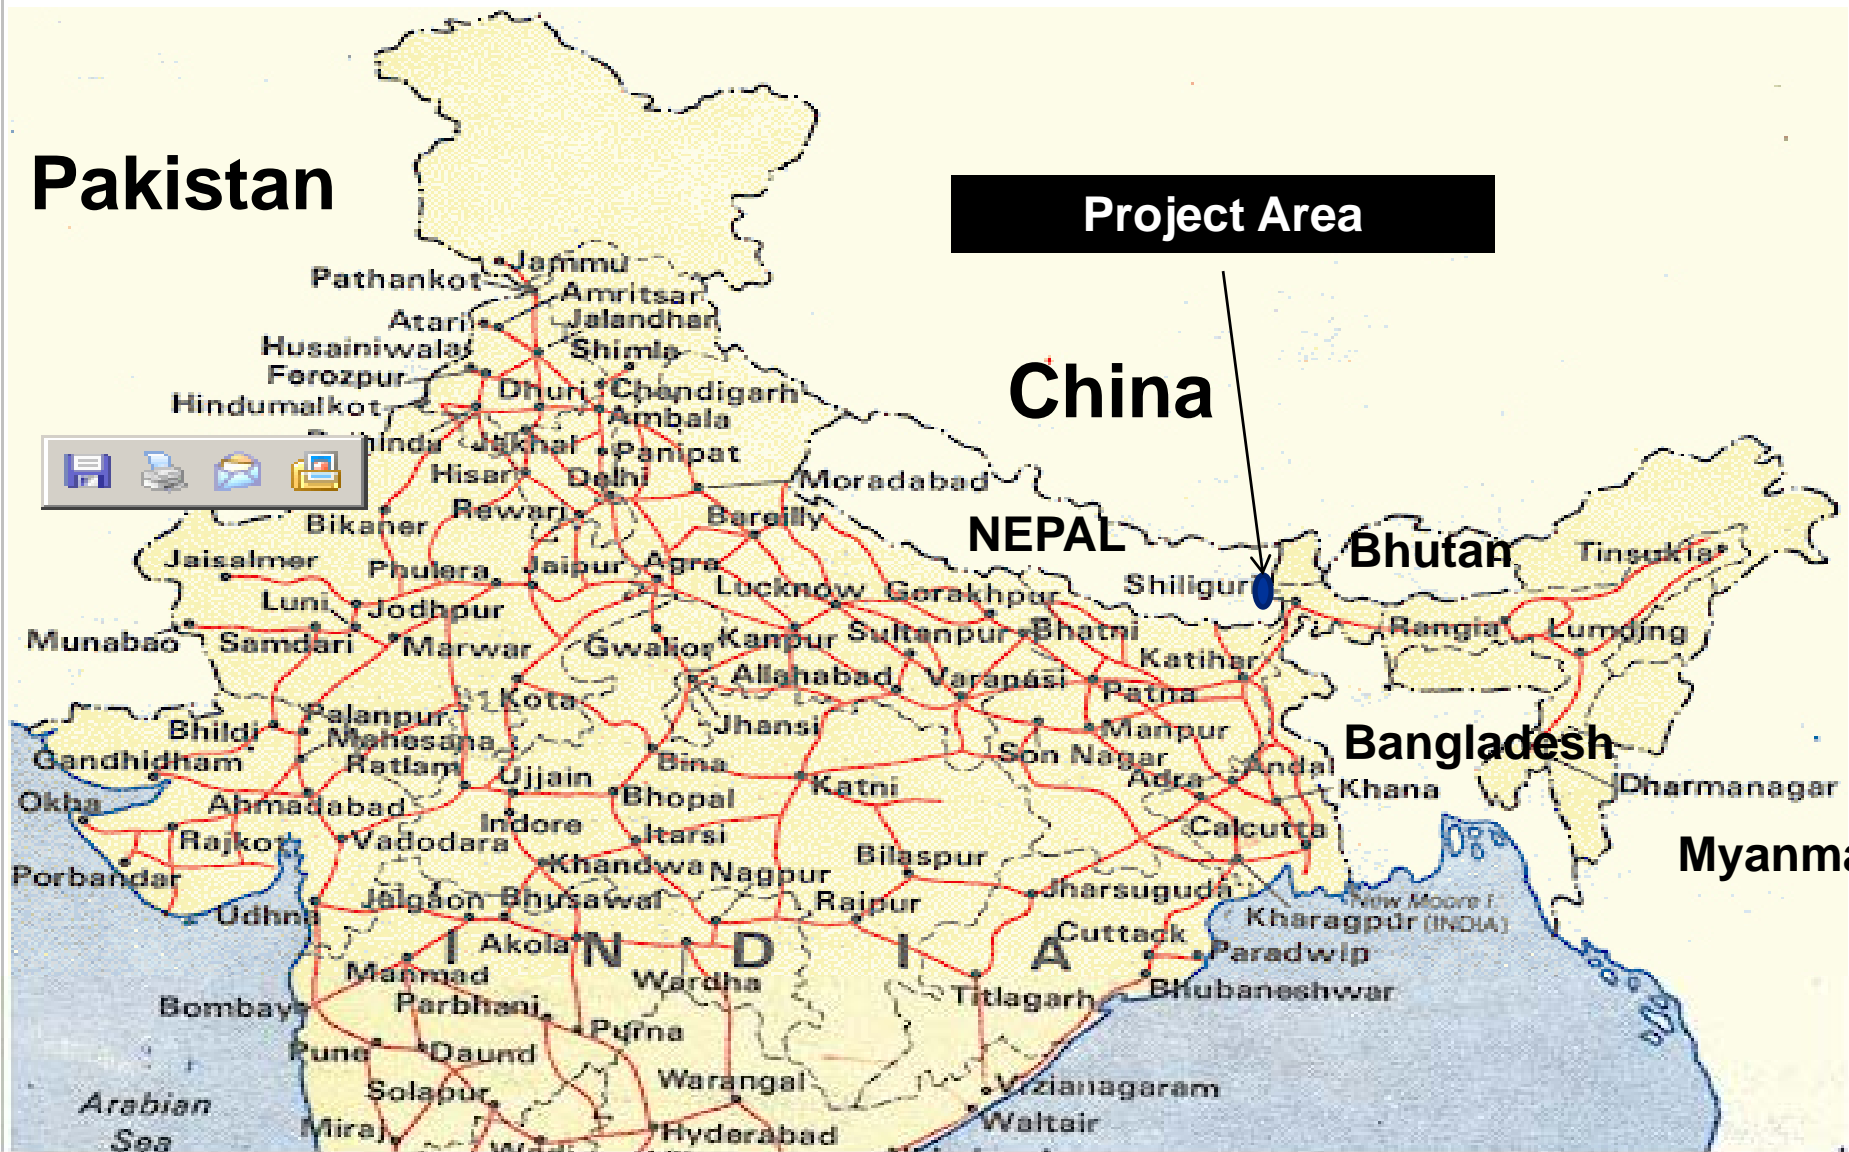 Pakistan
Project Area
Jammu
Pathankot
Amritsar
Atari
Jalandhar
Husainiwala
Shimla
Ferozpur
Dhuri
Chandigarh
China
Hindumalkot
Ambala
Jakhal
Panipat
Hisar
Delhi
Moradabad
Bikaner
Rewari
Bareilly
NEPAL
Bhutan
Tinsukia
Jaisalmer
Phulera
Jaipur
Agra
Lucknow
Gorakhpur
Shiligur
Luni
Jodhpur
Munabao
Samdari
Marwar
Gwalior
Kanpur
Sultanpur
Bhatni
Rangia
Lumding
Katihar
Kota
Allahabad
Varanasi
Patna
Palanpur
Bhildi
Mahesana
Jhansi
Manpur
Bangladesh
Gandhidham
Ratlam
Ujjain
Bina
Son Nagar
Adra
Andal
Okha
Ahmadabad
Bhopal
Katni
Khana
Dharmanagar
Rajkot
Vadodara
Indore
Itarsi
Calcutta
Porbandar
Khandwa
Nagpur
Bilaspur
Myanma
Udhna
Jalgaon
Bhusawal
Raipur
Jharsuguda
New Moore I.
Kharagpur (INDIA)
I N D I A
Akola
Cuttack
Paradwip
Manmad
Wardha
Titlagarh
Bhubaneshwar
Bombay
Parbhani
Purna
Pune
Daund
Solapur
Warangal
Vizianagaram
Arabian
Sea
Miraj
Hyderabad
Waltair